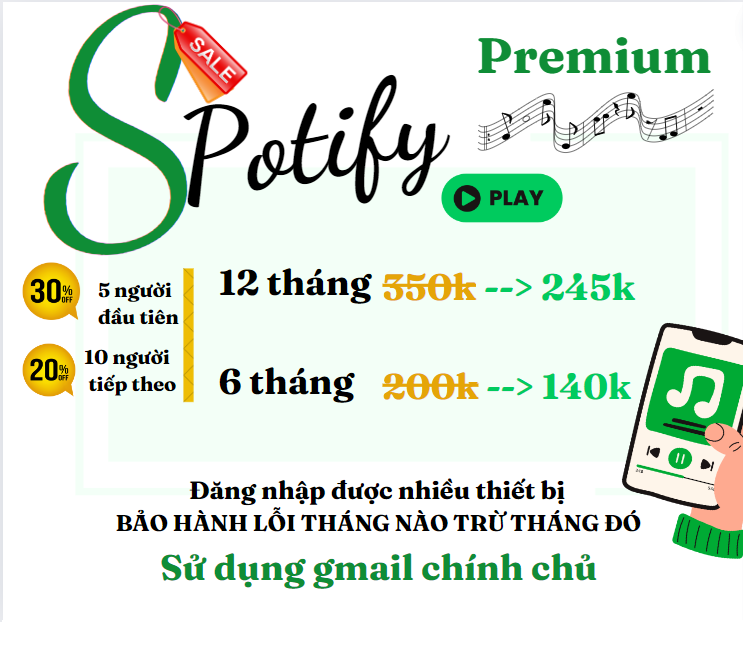 SPotify
SALE
Premium
PLAY
30% OFF
5 người
đầu tiên
12 tháng 350k --> 245k
20% OFF
10 người
tiếp theo
6 tháng 200k --> 140k
Đăng nhập được nhiều thiết bị
BẢO HÀNH LỖI THÁNG NÀO TRỪ THÁNG ĐÓ
Sử dụng gmail chính chủ